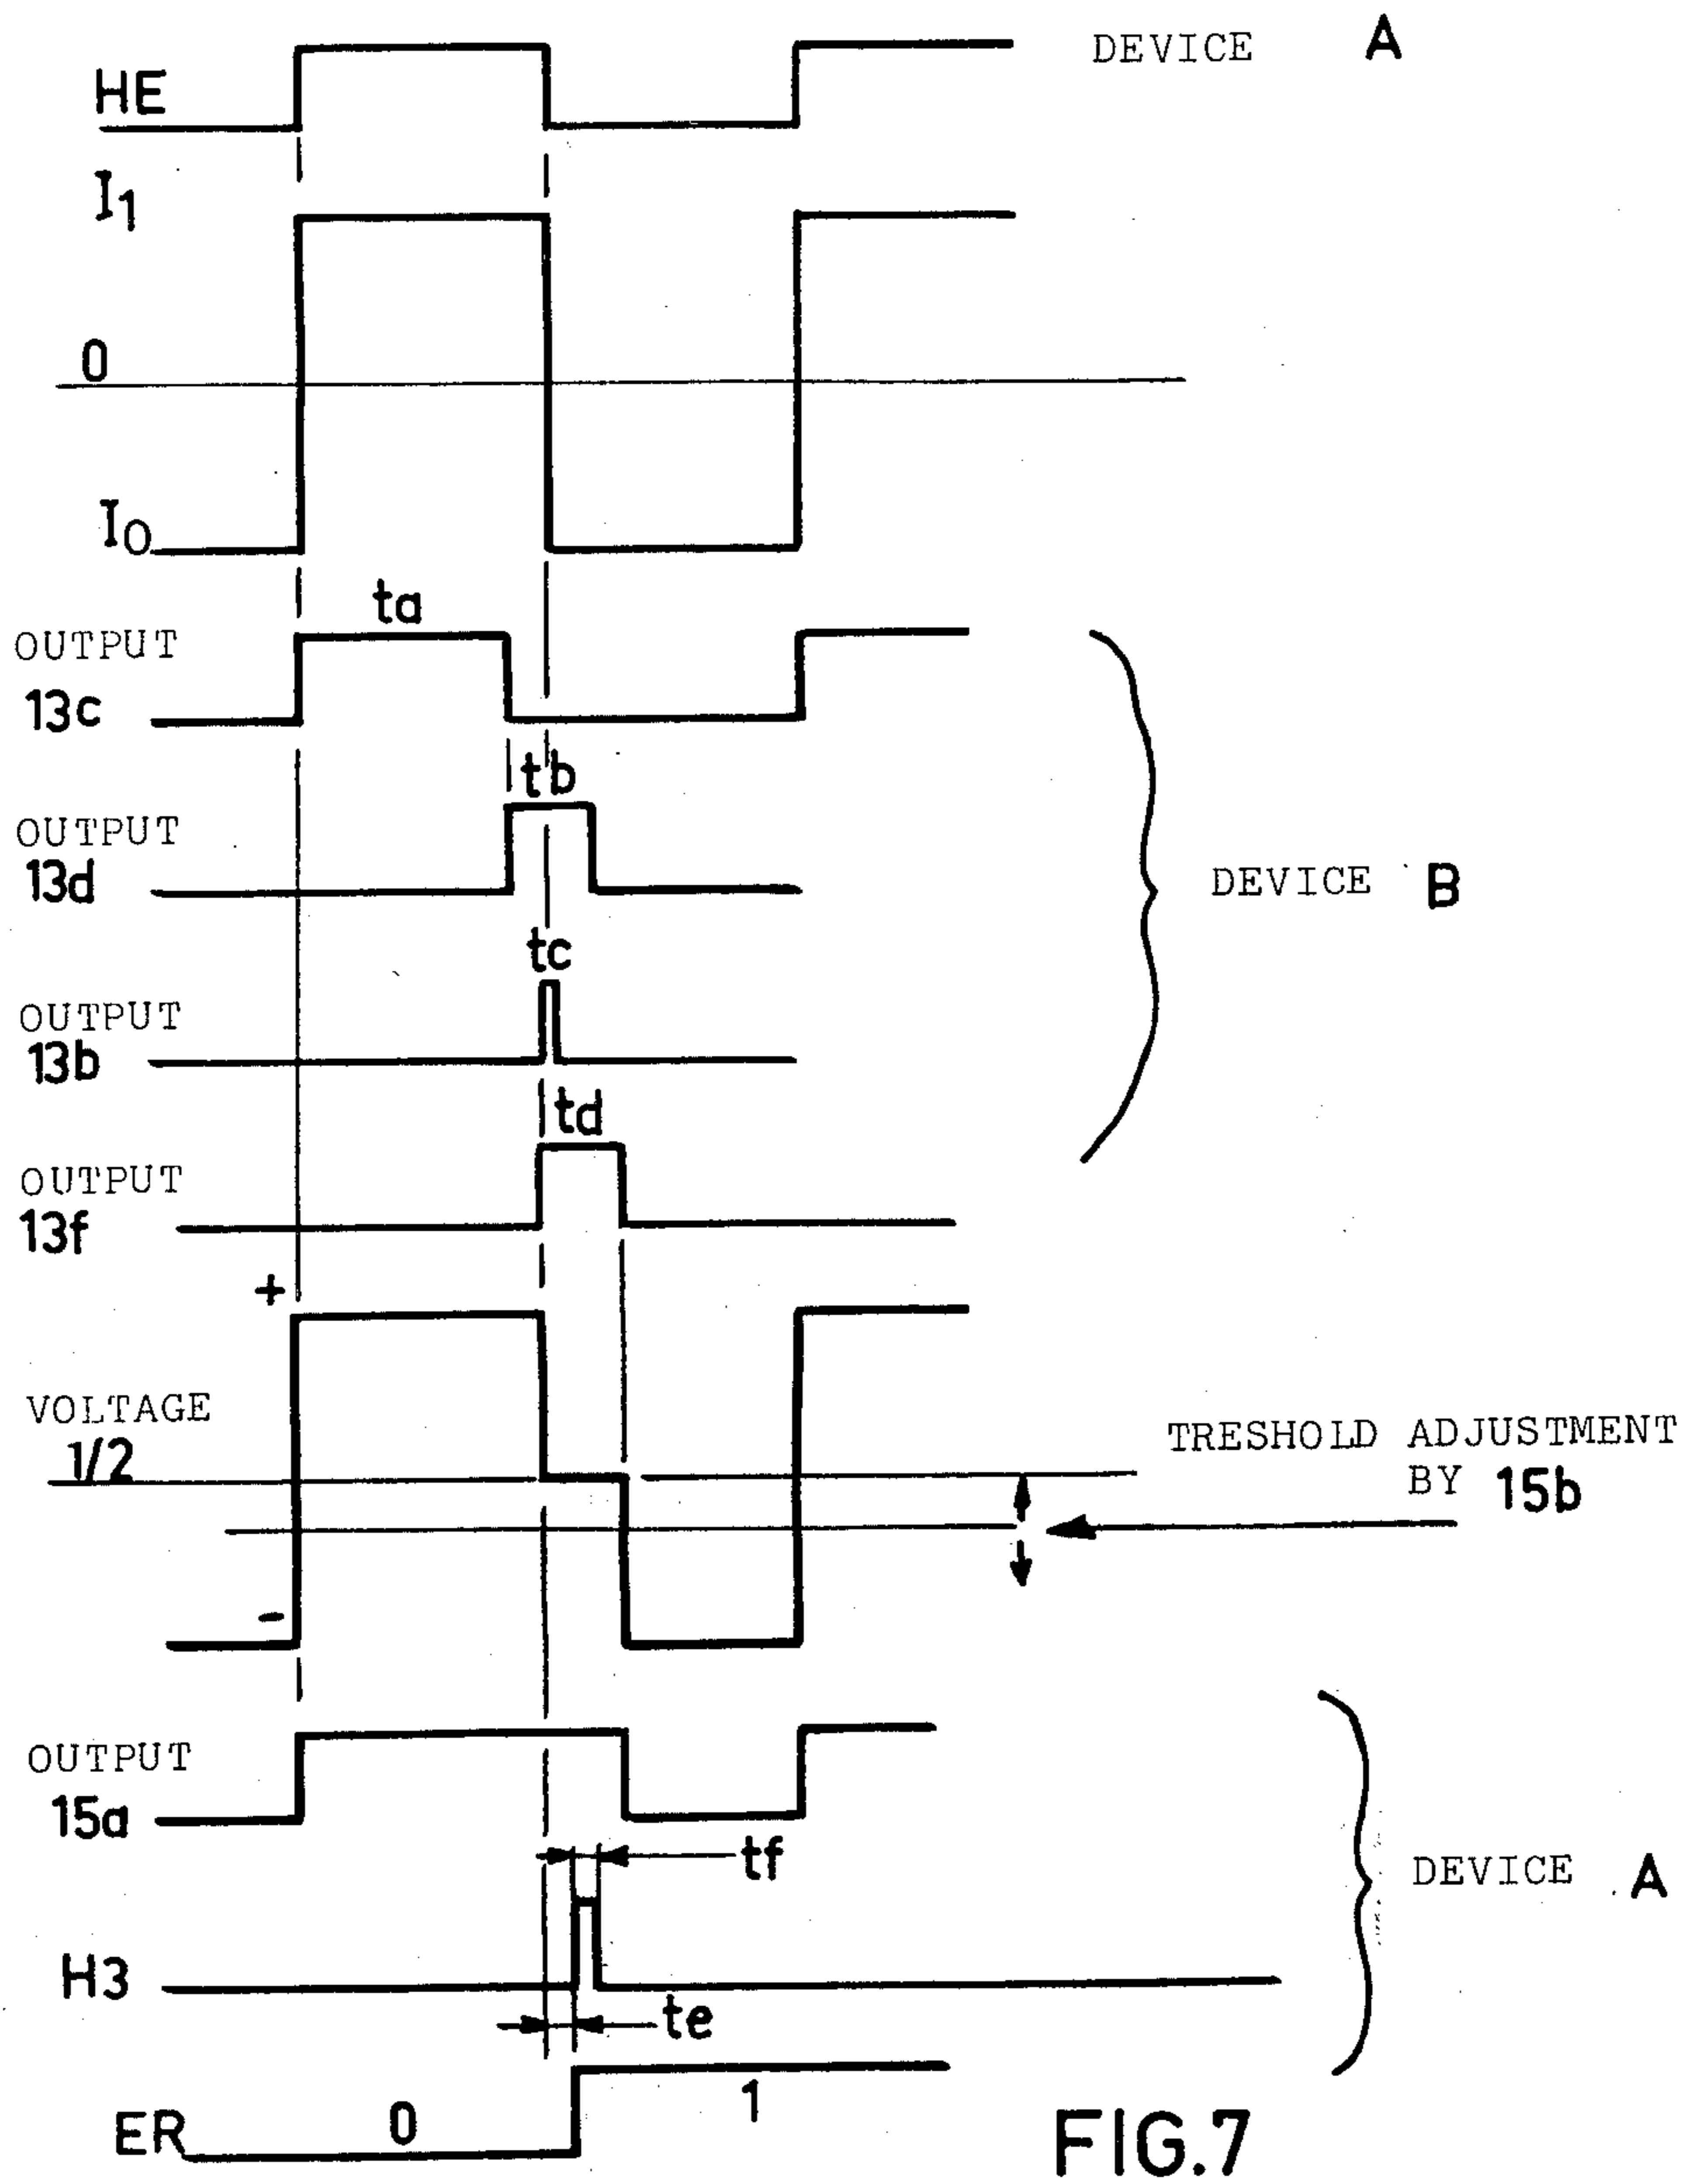 DEVICE A
HE
I1
0
I0
ta
OUTPUT
13c
tb
OUTPUT
13d
DEVICE B
tc
OUTPUT
13b
td
OUTPUT
13f
+
VOLTAGE
1/2
TRESHOLD ADJUSTMENT
BY 15b
-
OUTPUT
15a
tf
DEVICE A
H3
te
ER
0
1
FIG.7